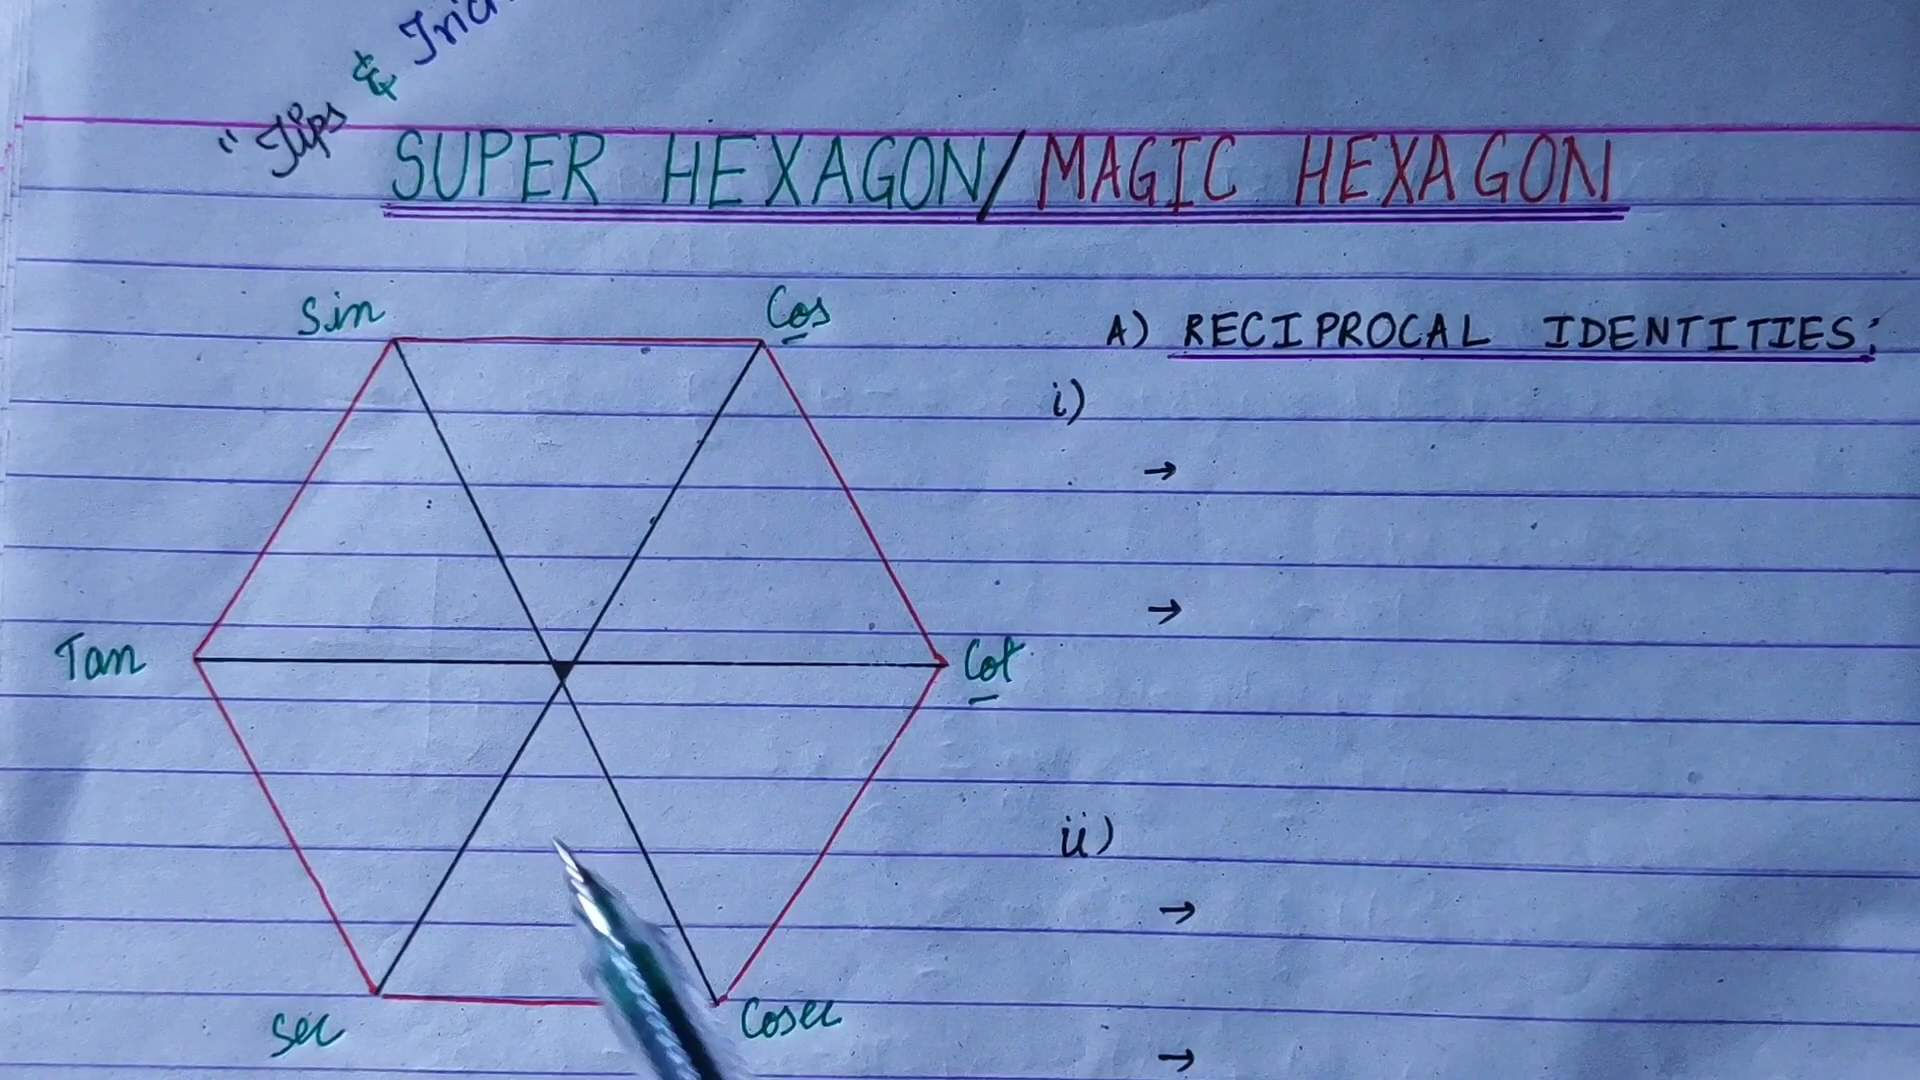 "Tips &
SUPER HEXAGON/MAGIC HEXAGON
Sin
Cos
A) RECIPROCAL IDENTITIES:
i)
→
→
Tan
Cot
ii)
→
Sec
Cosec
→